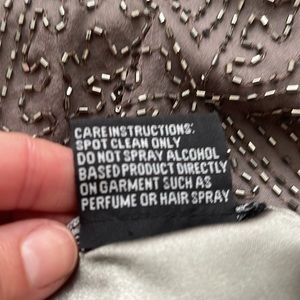 CARE INSTRUCTIONS:
SPOT CLEAN ONLY
DO NOT SPRAY ALCOHOL
BASED PRODUCT DIRECTLY
ON GARMENT SUCH AS
PERFUME OR HAIR SPRAY